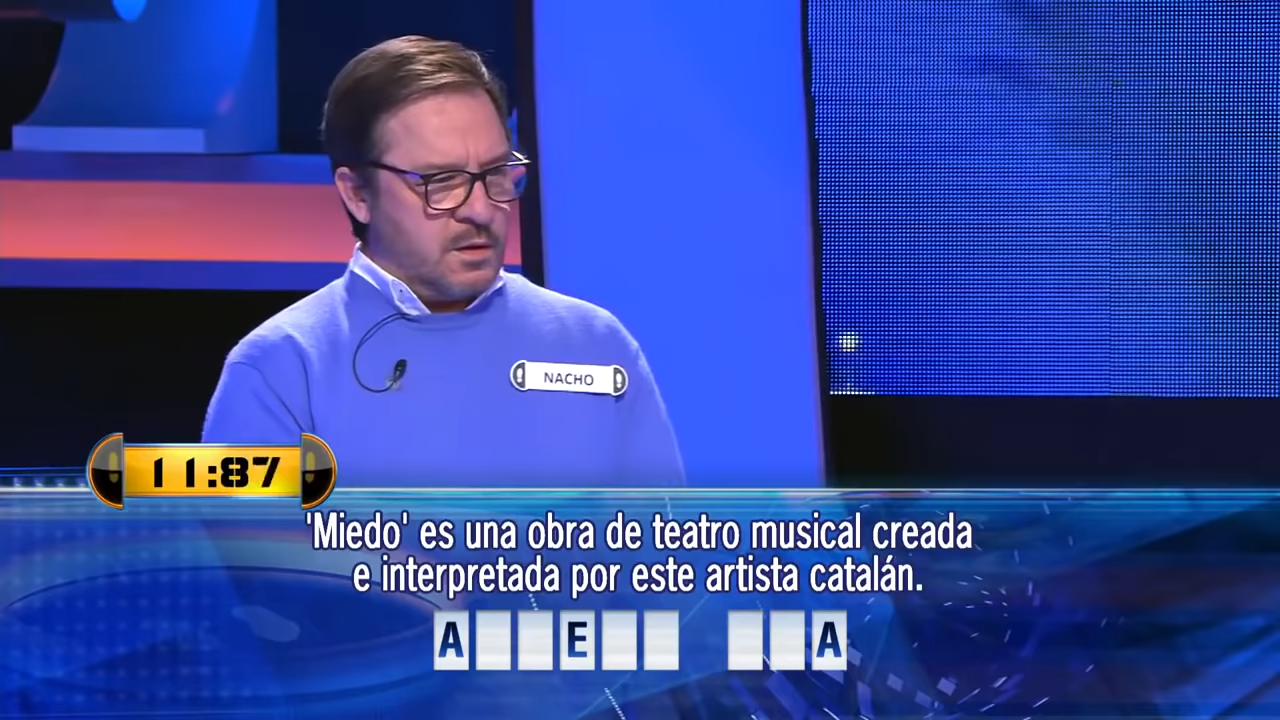 NACHO
11:87
'Miedo' es una obra de teatro musical creada
e interpretada por este artista catalán.
A E A